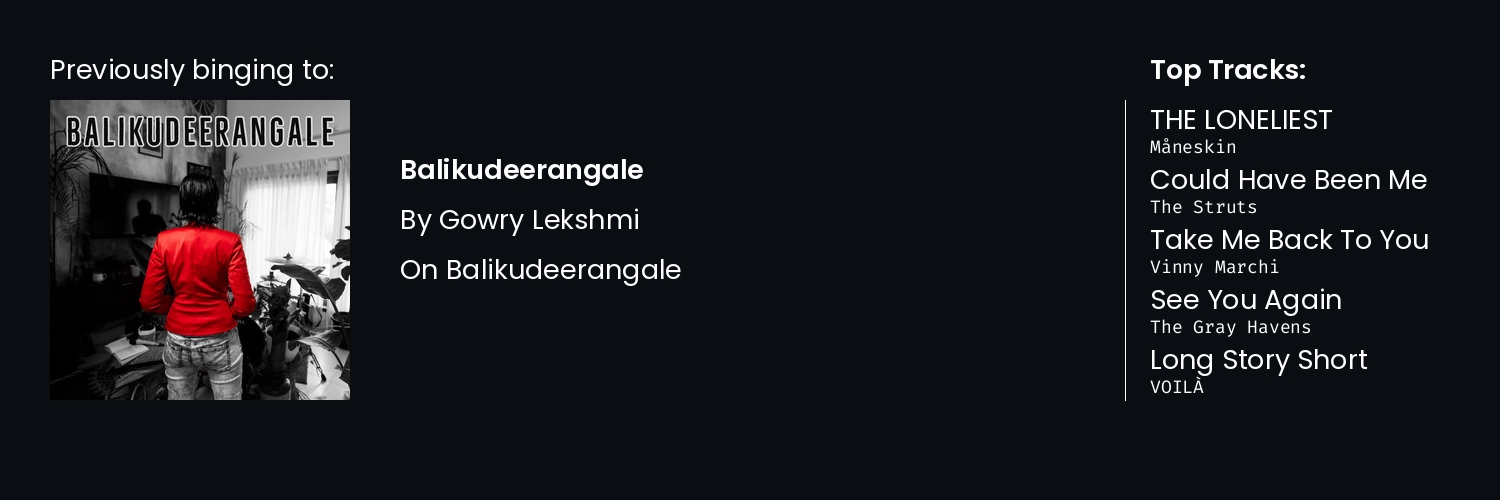 Previously binging to:
BALIKUDEERANGALE
Balikudeerangale
By Gowry Lekshmi
On Balikudeerangale
Top Tracks:
THE LONELIEST
Måneskin
Could Have Been Me
The Struts
Take Me Back To You
Vinny Marchi
See You Again
The Gray Havens
Long Story Short
VOILÀ